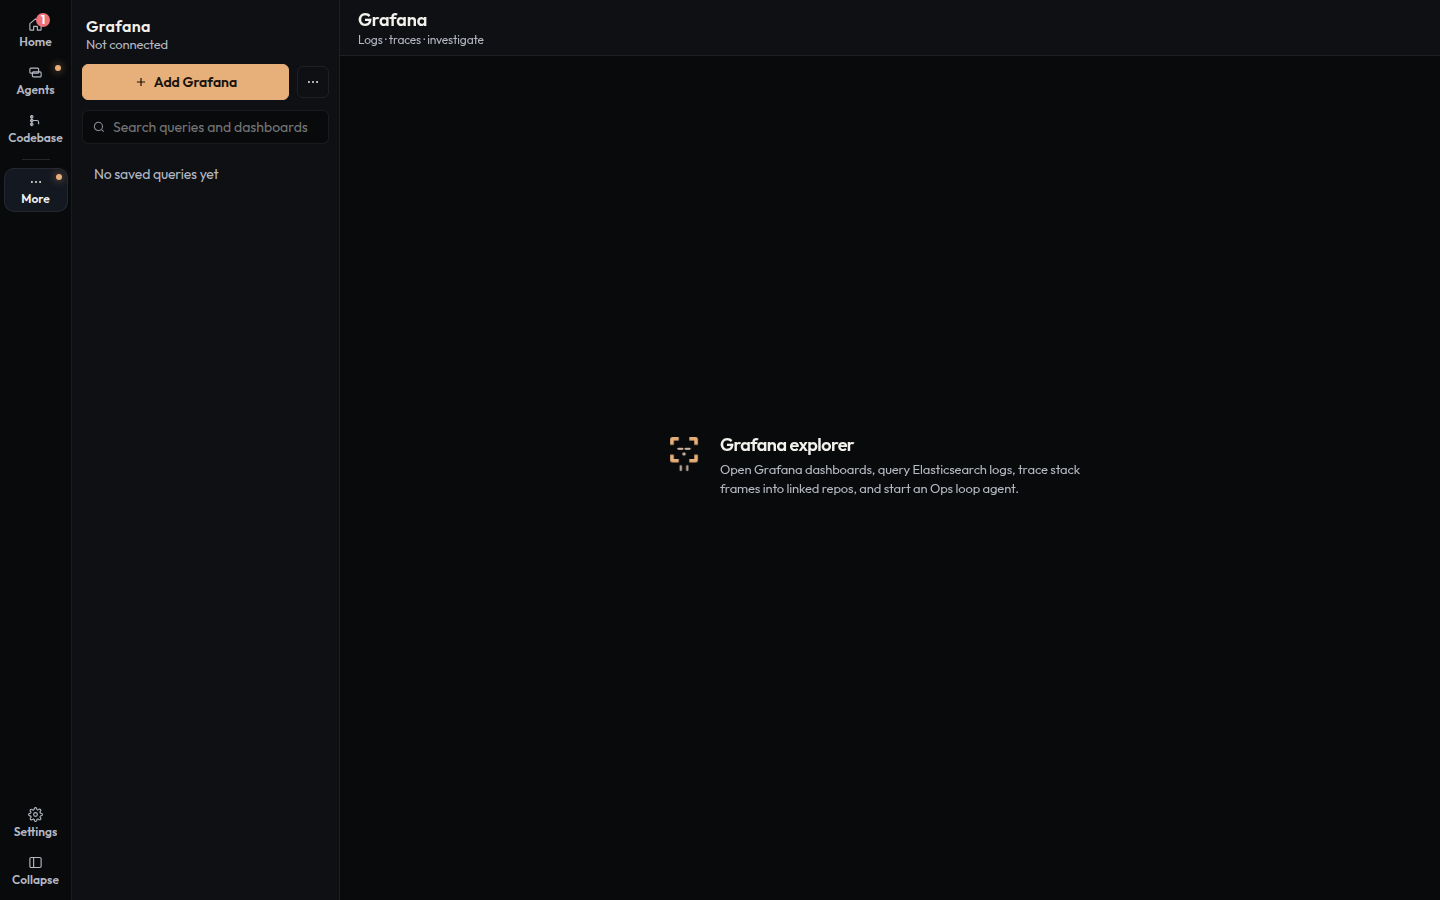 1
Home
Agents
Codebase
More
Settings
Collapse
Grafana
Not connected
+ Add Grafana
Search queries and dashboards
No saved queries yet
Grafana
Logs · traces · investigate
Grafana explorer
Open Grafana dashboards, query Elasticsearch logs, trace stack
frames into linked repos, and start an Ops loop agent.